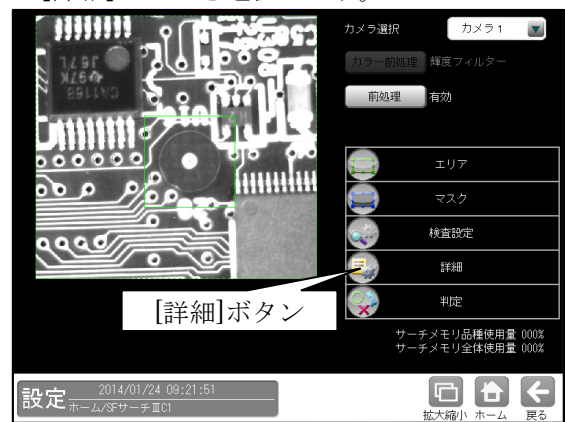 カメラ選択
カメラ1
カラー前処理
輝度フィルター
前処理
有効
エリア
マスク
検査設定
詳細
[詳細]ボタン
判定
サーチメモリ品種使用量 000%
サーチメモリ全体使用量 000%
設定
2014/01/24 09:21:51
ホーム/SFサーチⅢC1
拡大縮小
ホーム
戻る